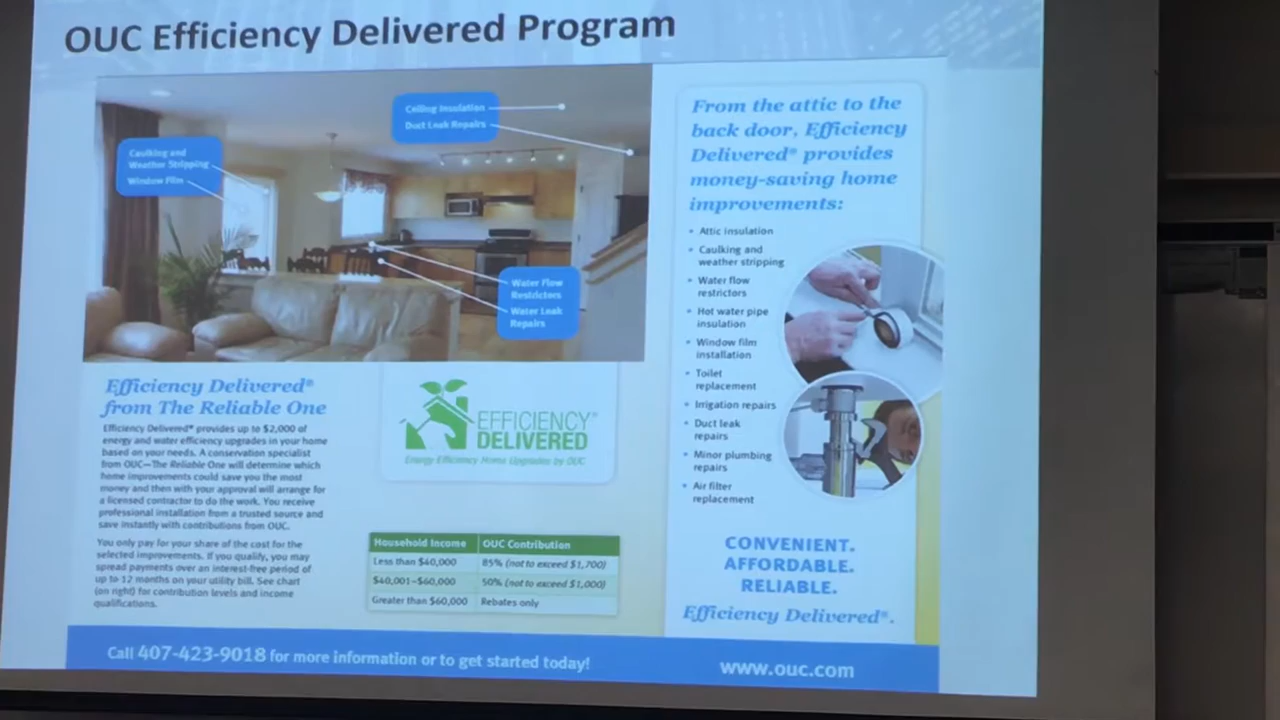 OUC Efficiency Delivered Program
Ceiling Insulation
Duct Leak Repairs
Caulking and
Weather Stripping
Window Film
Water Flow
Restrictors
Water Leak
Repairs
Efficiency Delivered®
from The Reliable One
Efficiency Delivered® provides up to $2,000 of
energy and water efficiency upgrades in your home
based on your needs. A conservation specialist
from OUC—The Reliable One will determine which
home improvements could save you the most
money and then with your approval will arrange for
a licensed contractor to do the work. You receive
professional installation from a trusted source and
save instantly with contributions from OUC.
You only pay for your share of the cost for the
selected improvements. If you qualify, you may
spread payments over an interest-free period of
up to 12 months on your utility bill. See chart
(on right) for contribution levels and income
qualifications.
EFFICIENCY®
DELIVERED
Energy Efficiency Home Upgrades by OUC
Household Income OUC Contribution
Less than $40,000 85% (not to exceed $1,700)
$40,001–$60,000 50% (not to exceed $1,000)
Greater than $60,000 Rebates only
From the attic to the
back door, Efficiency
Delivered® provides
money-saving home
improvements:
• Attic insulation
• Caulking and
weather stripping
• Water flow
restrictors
• Hot water pipe
insulation
• Window film
installation
• Toilet
replacement
• Irrigation repairs
• Duct leak
repairs
• Minor plumbing
repairs
• Air filter
replacement
CONVENIENT.
AFFORDABLE.
RELIABLE.
Efficiency Delivered®.
Call 407-423-9018 for more information or to get started today!
www.ouc.com